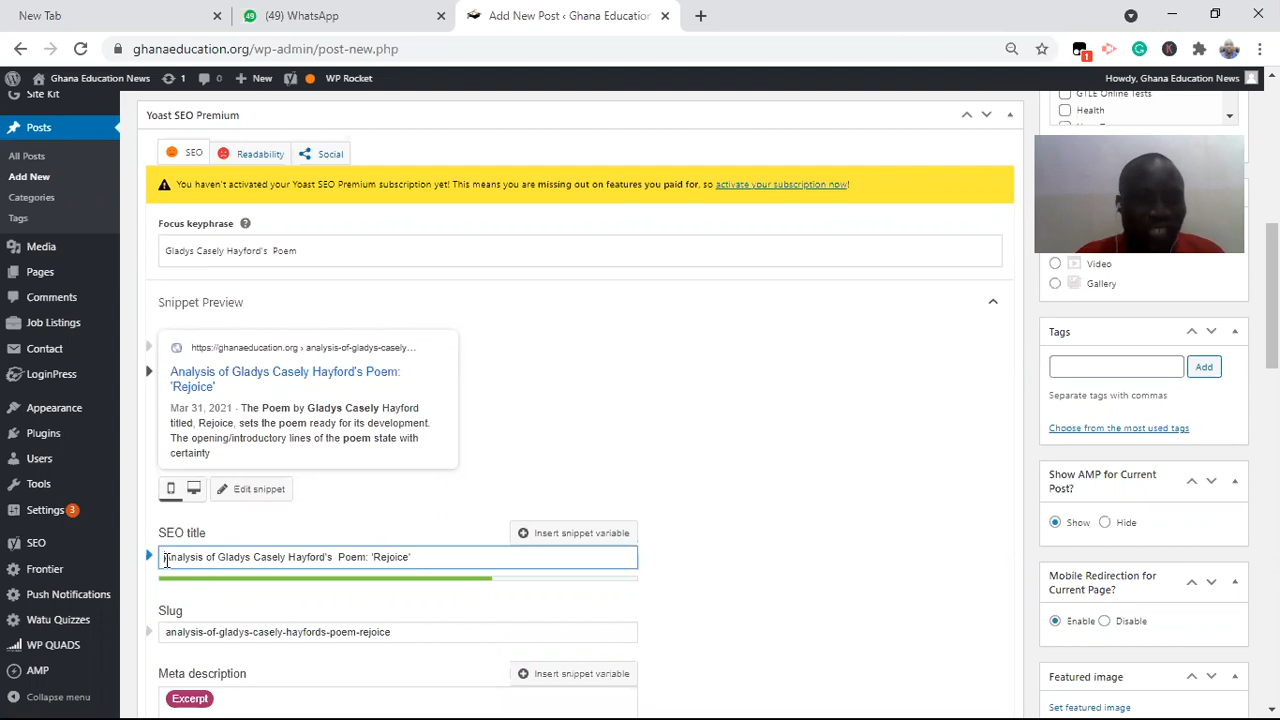 New Tab
(49) WhatsApp
Add New Post ‹ Ghana Education
ghanaeducation.org/wp-admin/post-new.php
1
Ghana Education News
1
0
New
WP Rocket
Howdy, Ghana Education News
Site Kit
Posts
All Posts
Add New
Categories
Tags
Media
Pages
Comments
Job Listings
Contact
LoginPress
Appearance
Plugins
Users
Tools
Settings 3
SEO
Frontier
Push Notifications
Watu Quizzes
WP QUADS
AMP
Collapse menu
Yoast SEO Premium
SEO
Readability
Social
You haven't activated your Yoast SEO Premium subscription yet! This means you are missing out on features you paid for, so activate your subscription now!
Focus keyphrase
Gladys Casely Hayford's Poem
Snippet Preview
https://ghanaeducation.org › analysis-of-gladys-casely...
Analysis of Gladys Casely Hayford's Poem:
'Rejoice'
Mar 31, 2021 · The Poem by Gladys Casely Hayford
titled, Rejoice, sets the poem ready for its development.
The opening/introductory lines of the poem state with
certainty
Edit snippet
SEO title
Insert snippet variable
Analysis of Gladys Casely Hayford's Poem: 'Rejoice'
Slug
analysis-of-gladys-casely-hayfords-poem-rejoice
Meta description
Insert snippet variable
Excerpt
GTLE Online Tests
Health
Video
Gallery
Tags
Add
Separate tags with commas
Choose from the most used tags
Show AMP for Current
Post?
Show
Hide
Mobile Redirection for
Current Page?
Enable
Disable
Featured image
Set featured image